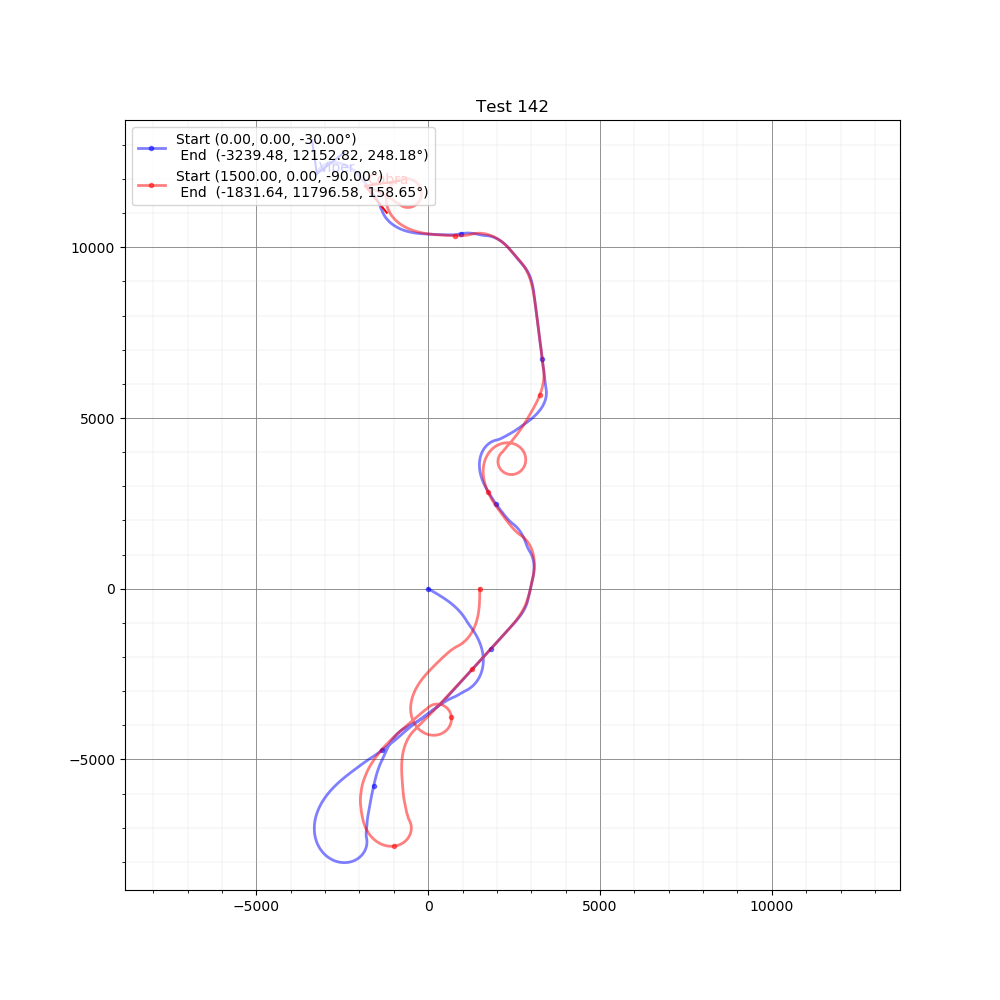 Test 142
Start (0.00, 0.00, -30.00°)
End (-3239.48, 12152.82, 248.18°)
Start (1500.00, 0.00, -90.00°)
End (-1831.64, 11796.58, 158.65°)
10000
5000
0
−5000
−5000
0
5000
10000